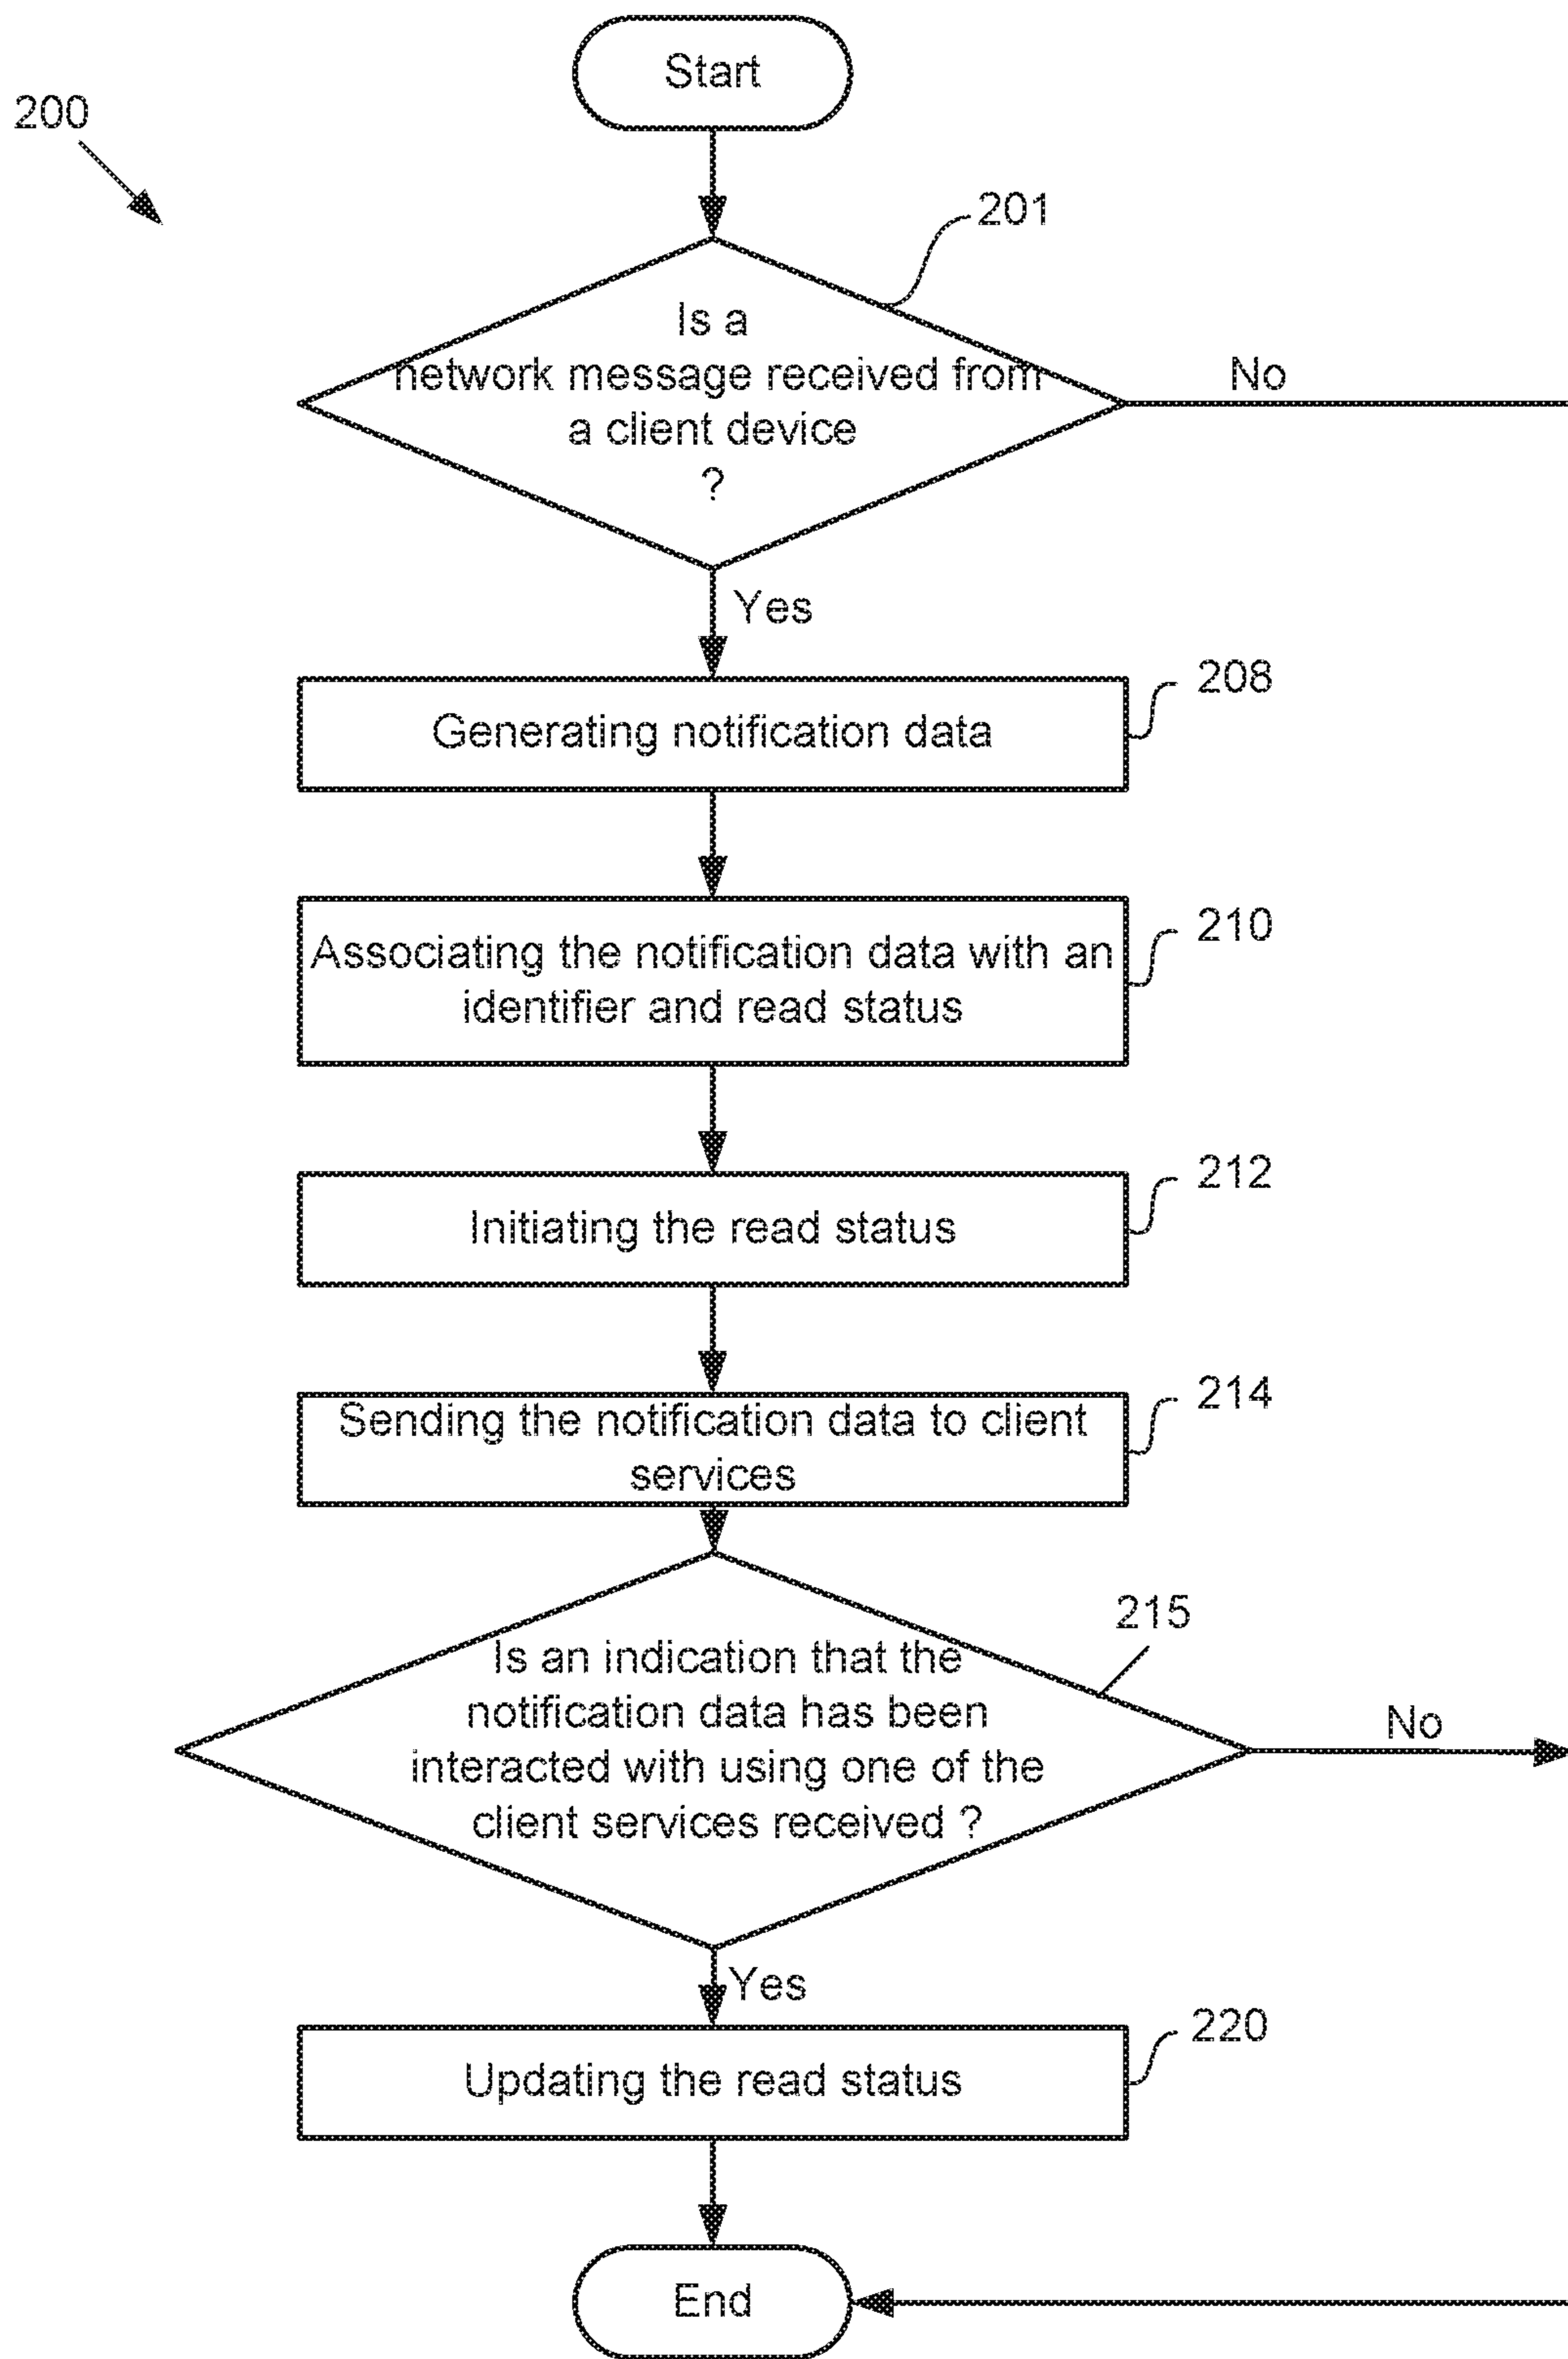 Start
200
201
Is a
network message received from
a client device
?
No
Yes
208
Generating notification data
210
Associating the notification data with an
identifier and read status
212
Initiating the read status
214
Sending the notification data to client
services
215
Is an indication that the
notification data has been
interacted with using one of the
client services received ?
No
Yes
220
Updating the read status
End